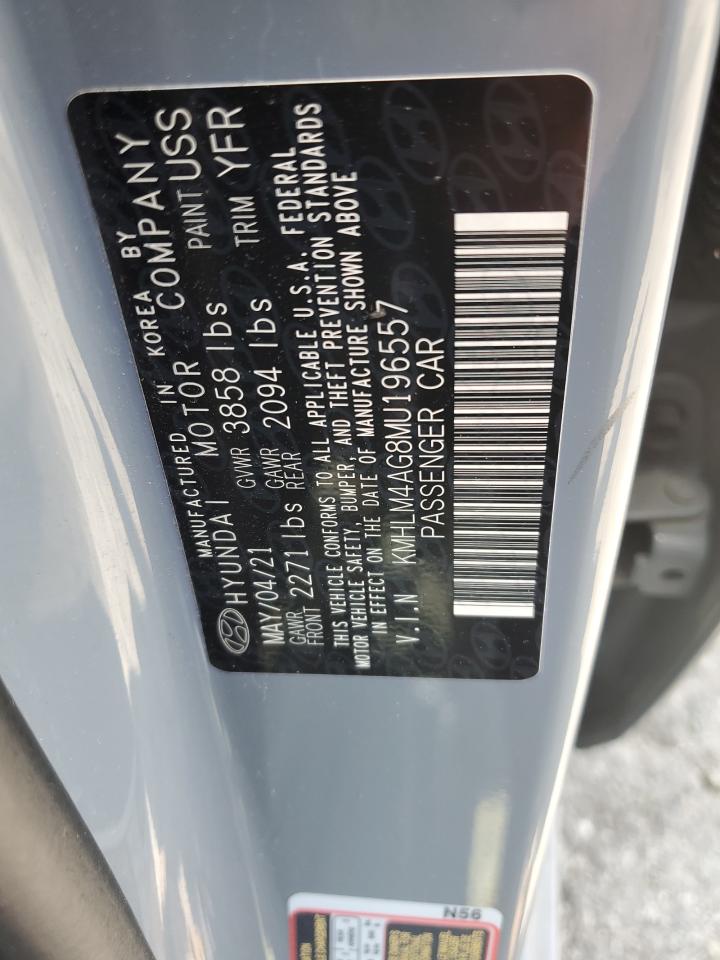 MANUFACTURED IN KOREA BY
HYUNDAI MOTOR COMPANY
MAY/04/21 GVWR 3858 lbs PAINT USS
GAWR FRONT 2271 lbs GAWR REAR 2094 lbs TRIM YFR
THIS VEHICLE CONFORMS TO ALL APPLICABLE U.S.A. FEDERAL
MOTOR VEHICLE SAFETY, BUMPER, AND THEFT PREVENTION STANDARDS
IN EFFECT ON THE DATE OF MANUFACTURE SHOWN ABOVE
V.I.N KMHLM4AG8MU196557
PASSENGER CAR
N56